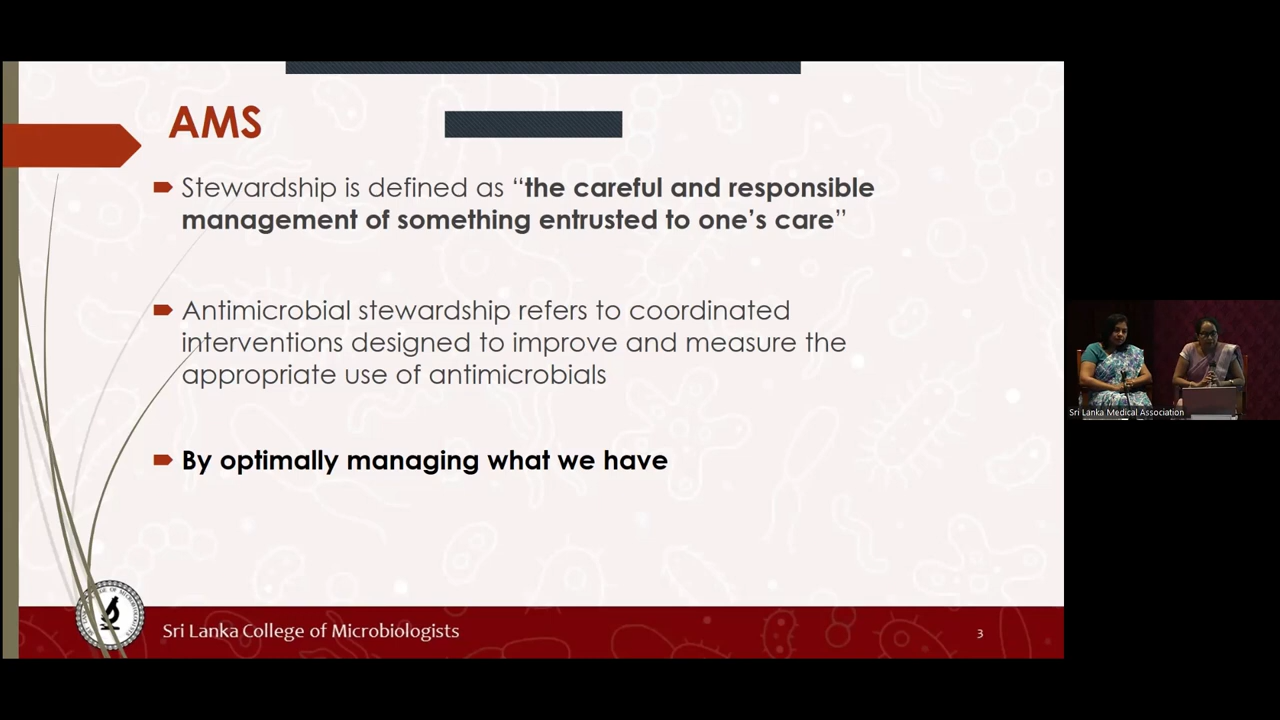 AMS
Stewardship is defined as “the careful and responsible
management of something entrusted to one’s care”
Antimicrobial stewardship refers to coordinated
interventions designed to improve and measure the
appropriate use of antimicrobials
By optimally managing what we have
Sri Lanka College of Microbiologists
3
Sri Lanka Medical Association